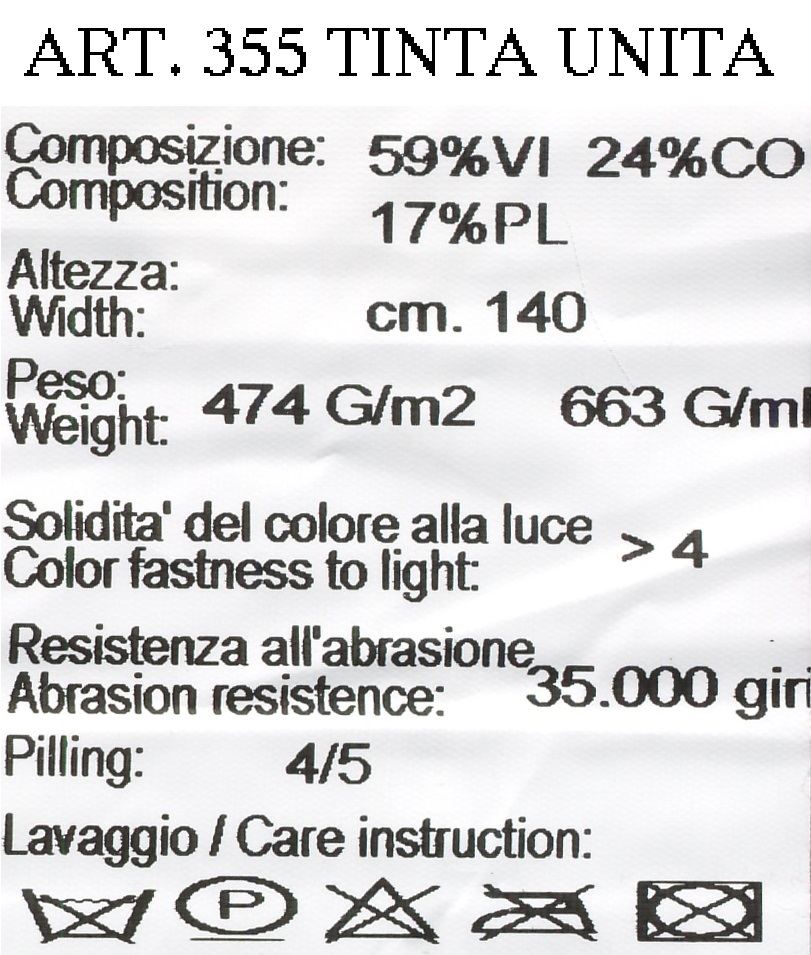 ART. 355 TINTA UNITA
Composizione: 59%VI 24%CO
Composition:
17%PL
Altezza:
Width: cm. 140
Peso:
Weight: 474 G/m2 663 G/ml
Solidita' del colore alla luce
Color fastness to light: > 4
Resistenza all'abrasione
Abrasion resistence: 35.000 giri
Pilling: 4/5
Lavaggio / Care instruction:
P